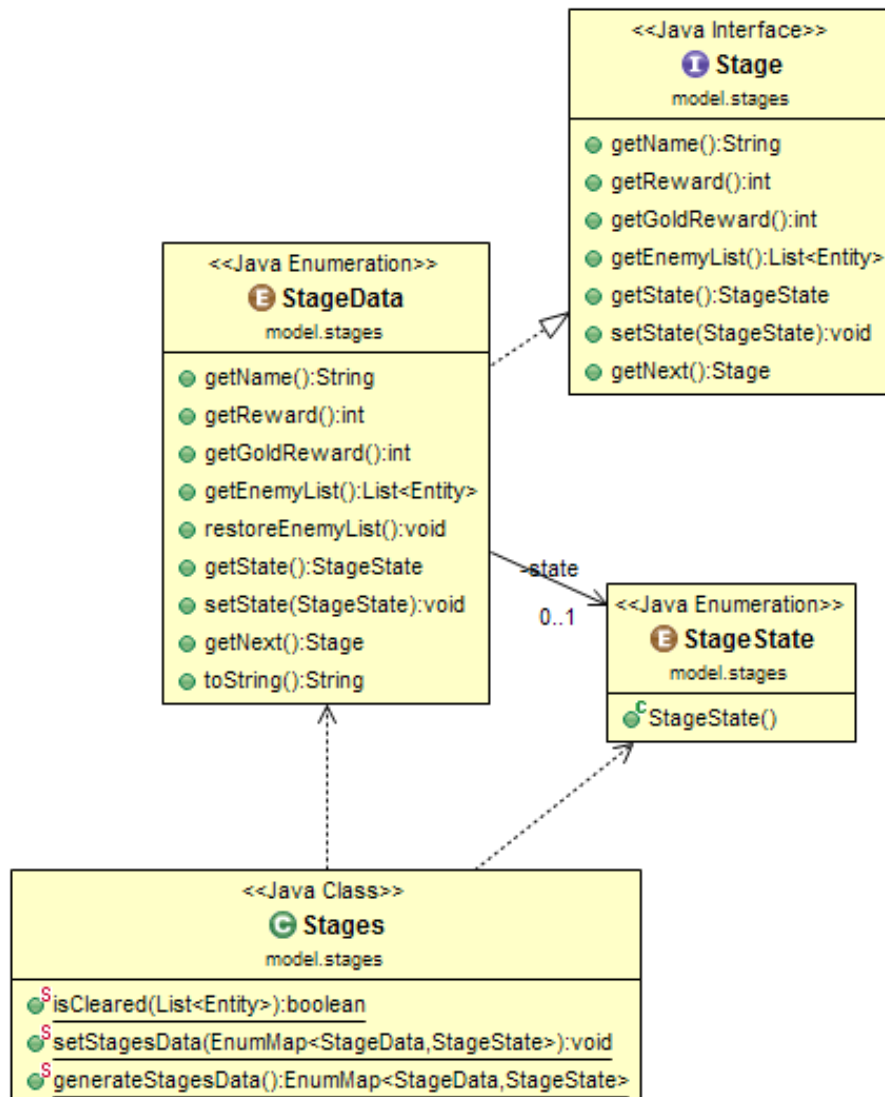 <<Java Interface>>
I Stage
model.stages
getName():String
getReward():int
getGoldReward():int
getEnemyList():List<Entity>
getState():StageState
setState(StageState):void
getNext():Stage
<<Java Enumeration>>
E StageData
model.stages
getName():String
getReward():int
getGoldReward():int
getEnemyList():List<Entity>
restoreEnemyList():void
getState():StageState
setState(StageState):void
getNext():Stage
toString():String
-state
0..1
<<Java Enumeration>>
E StageState
model.stages
C StageState()
<<Java Class>>
C Stages
model.stages
S isCleared(List<Entity>):boolean
S setStagesData(EnumMap<StageData,StageState>):void
S generateStagesData():EnumMap<StageData,StageState>